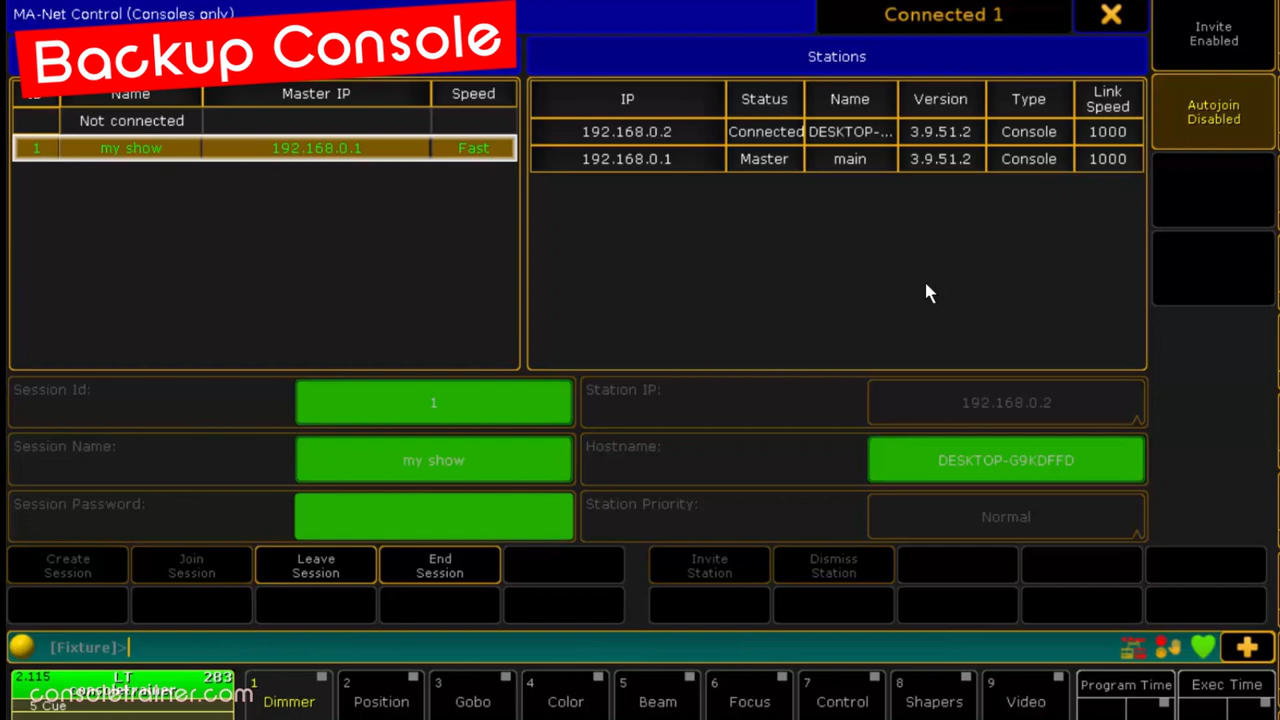 MA-Net Control (Consoles only)
Connected 1
Backup Console
Stations
Invite
Enabled
Autojoin
Disabled
Name Master IP Speed
Not connected
1 my show 192.168.0.1 Fast
IP Status Name Version Type Link Speed
192.168.0.2 Connected DESKTOP-... 3.9.51.2 Console 1000
192.168.0.1 Master main 3.9.51.2 Console 1000
Session Id: 1
Station IP: 192.168.0.2
Session Name: my show
Hostname: DESKTOP-G9KDFFD
Session Password:
Station Priority: Normal
Create Session
Join Session
Leave Session
End Session
Invite Station
Dismiss Station
[Fixture]>
2.115 LT 283
consoletrainer.com
5 Cue
1 Dimmer
2 Position
3 Gobo
4 Color
5 Beam
6 Focus
7 Control
8 Shapers
9 Video
Program Time
Exec Time